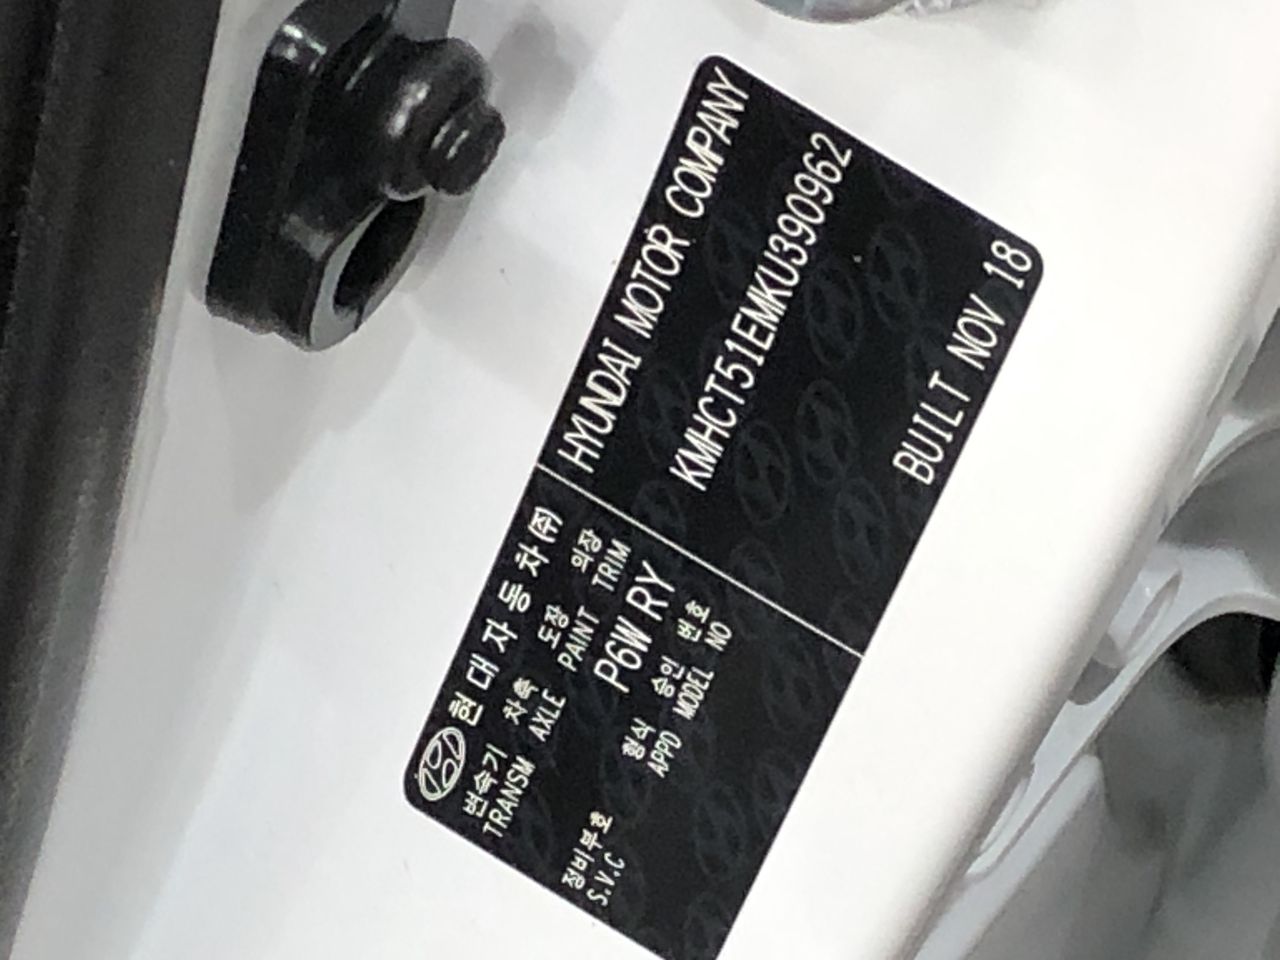 현대자동차(주)
변속기 차축 도장 의장
TRANSM AXLE PAINT TRIM
P6W RY
형식 승인 번호
APPD MODEL NO
정비부호
S.V.C
HYUNDAI MOTOR COMPANY
KMHCT51EMKU390962
BUILT NOV 18